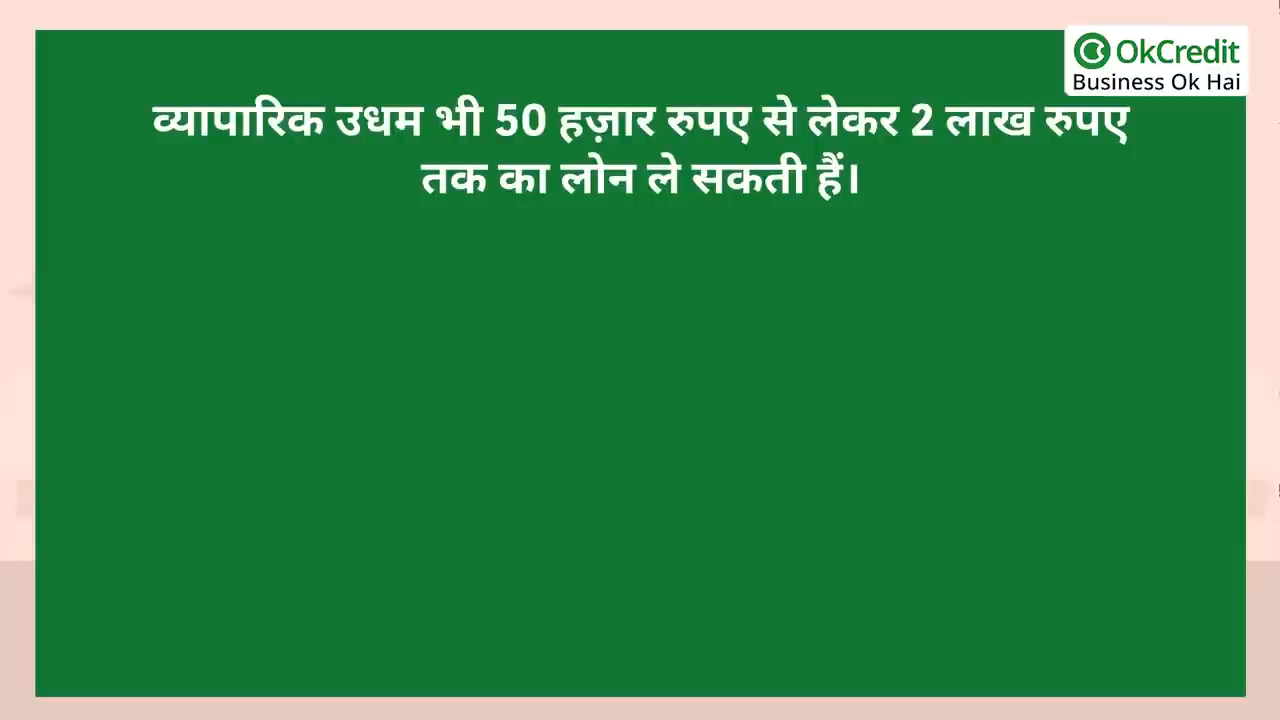 OkCredit
Business Ok Hai
व्यापारिक उधम भी 50 हज़ार रुपए से लेकर 2 लाख रुपए
तक का लोन ले सकती हैं।